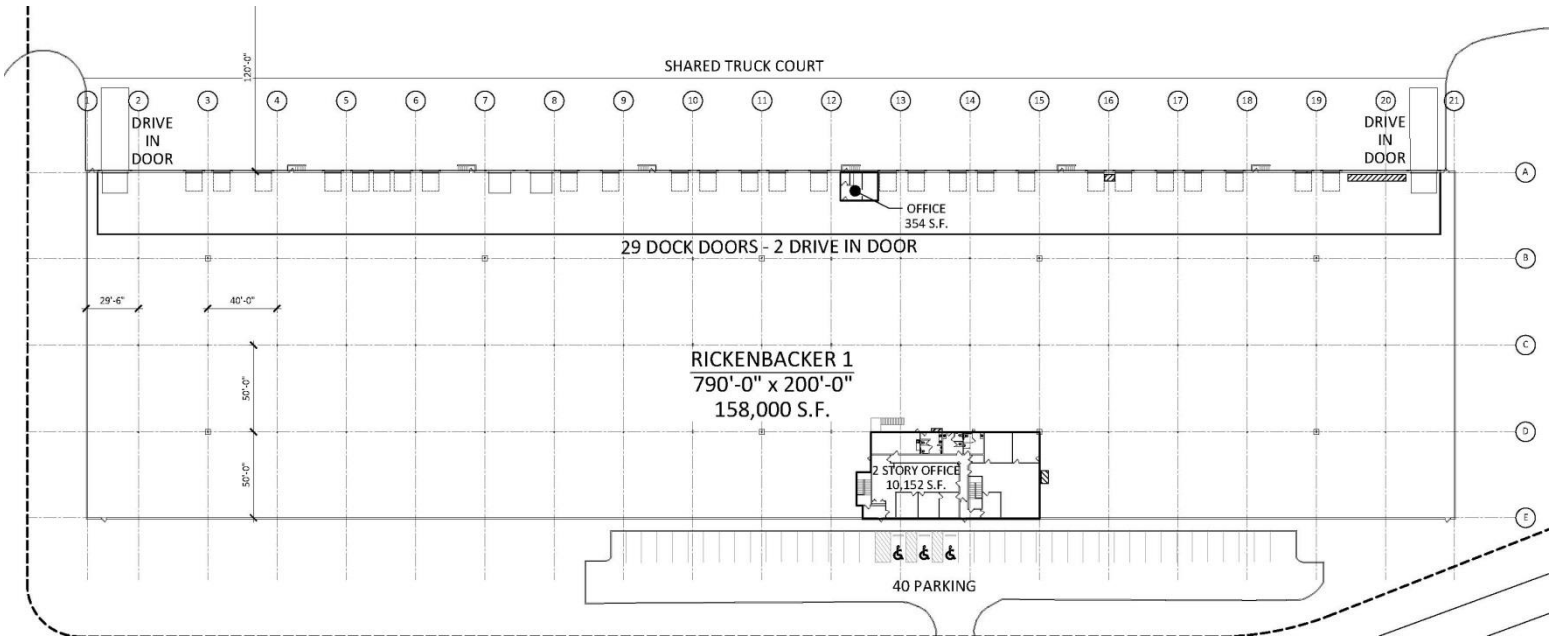 SHARED TRUCK COURT
120'-0"
1 2 3 4 5 6 7 8 9 10 11 12 13 14 15 16 17 18 19 20 21
DRIVE
IN
DOOR
DRIVE
IN
DOOR
A
OFFICE
354 S.F.
29 DOCK DOORS - 2 DRIVE IN DOOR
B
29'-6"
40'-0"
C
RICKENBACKER 1
790'-0" x 200'-0"
158,000 S.F.
50'-0"
D
2 STORY OFFICE
10,152 S.F.
50'-0"
E
40 PARKING